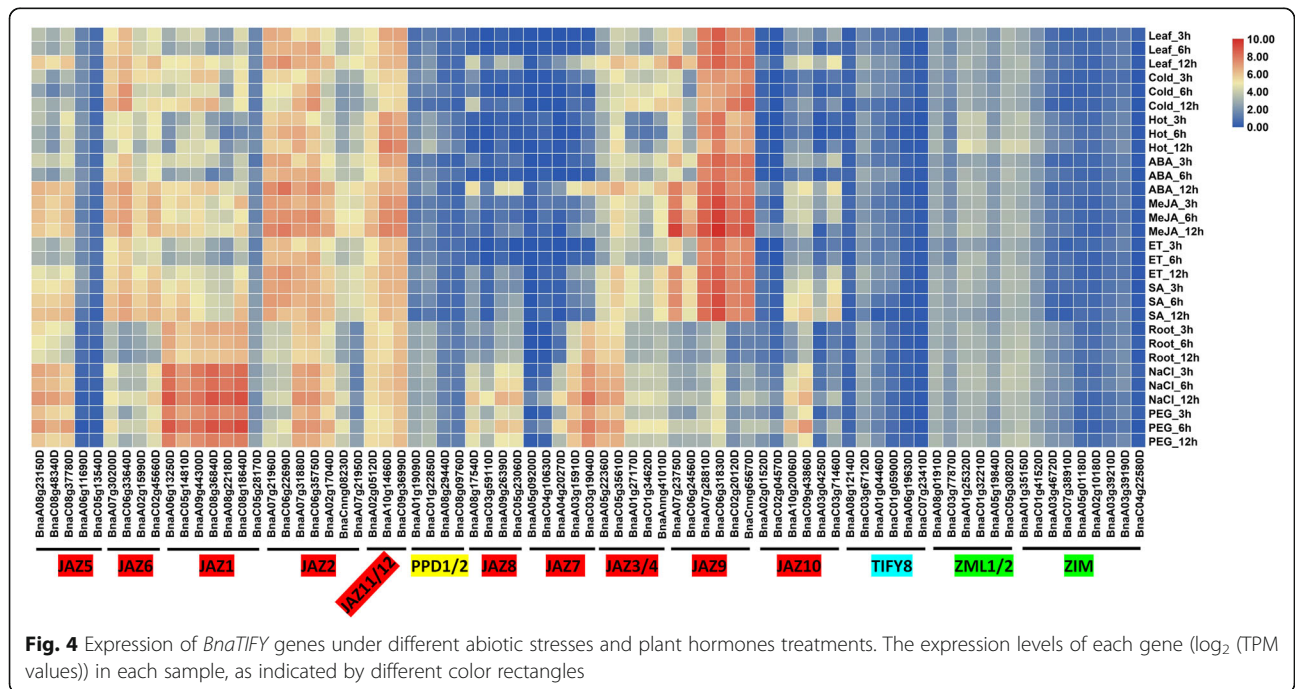 Leaf_3h
Leaf_6h
Leaf_12h
Cold_3h
Cold_6h
Cold_12h
Hot_3h
Hot_6h
Hot_12h
ABA_3h
ABA_6h
ABA_12h
MeJA_3h
MeJA_6h
MeJA_12h
ET_3h
ET_6h
ET_12h
SA_3h
SA_6h
SA_12h
Root_3h
Root_6h
Root_12h
NaCl_3h
NaCl_6h
NaCl_12h
PEG_3h
PEG_6h
PEG_12h
10.00
8.00
6.00
4.00
2.00
0.00
BnaA08g23150D
BnaC08g48340D
BnaC08g37780D
BnaA06g11690D
BnaC05g13540D
BnaA07g30200D
BnaC06g33640D
BnaA02g15990D
BnaC02g45660D
BnaA06g13250D
BnaC05g14810D
BnaA09g44300D
BnaC08g36840D
BnaA08g22180D
BnaC08g18640D
BnaC05g28170D
BnaA07g21960D
BnaC06g22690D
BnaA07g31880D
BnaC06g35750D
BnaA02g17040D
BnaCnng08230D
BnaA07g21950D
BnaA02g05120D
BnaA10g14660D
BnaC09g36990D
BnaA01g19090D
BnaC01g22850D
BnaC08g29440D
BnaA08g09760D
BnaA08g17580D
BnaC03g59110D
BnaA09g26390D
BnaC05g23060D
BnaA05g09200D
BnaC04g10630D
BnaA04g20270D
BnaA03g15910D
BnaC03g19040D
BnaA05g22360D
BnaC05g35610D
BnaA01g27170D
BnaC01g34620D
BnaAnng41010D
BnaA07g23750D
BnaC06g24560D
BnaA07g28810D
BnaC06g31830D
BnaC02g20120D
BnaCnng65670D
BnaA02g01520D
BnaC02g04570D
BnaA10g20060D
BnaC09g43860D
BnaA03g04250D
BnaC03g71460D
BnaA08g12140D
BnaC03g67120D
BnaA01g04460D
BnaC01g05900D
BnaA06g19630D
BnaC07g23410D
BnaA08g01910D
BnaC03g77870D
BnaA01g25320D
BnaC01g32210D
BnaA05g19840D
BnaC05g30820D
BnaA01g35150D
BnaC01g41520D
BnaA03g46720D
BnaC07g38910D
BnaA05g01180D
BnaA02g10180D
BnaA03g39210D
BnaA03g39190D
BnaC04g22580D
JAZ5 JAZ6 JAZ1 JAZ2 JAZ11/12 PPD1/2 JAZ8 JAZ7 JAZ3/4 JAZ9 JAZ10 TIFY8 ZML1/2 ZIM
Fig. 4 Expression of BnaTIFY genes under different abiotic stresses and plant hormones treatments. The expression levels of each gene (log₂ (TPM
values)) in each sample, as indicated by different color rectangles